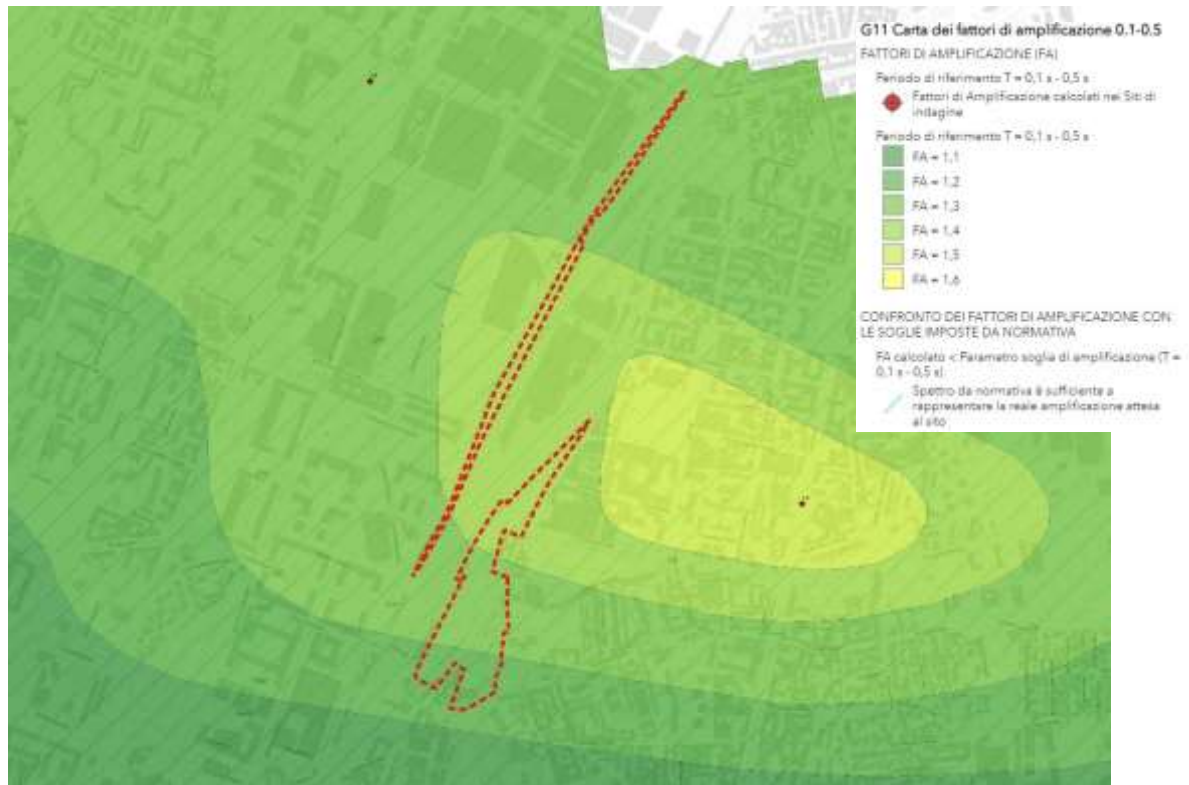 G11 Carta dei fattori di amplificazione 0.1-0.5
FATTORI DI AMPLIFICAZIONE (FA)
Periodo di riferimento T = 0,1 s - 0,5 s
Fattori di Amplificazione calcolati nei Siti di
indagine
Periodo di riferimento T = 0,1 s - 0,5 s
FA = 1,1
FA = 1,2
FA = 1,3
FA = 1,4
FA = 1,5
FA = 1,6
CONFRONTO DEI FATTORI DI AMPLIFICAZIONE CON
LE SOGLIE IMPOSTE DA NORMATIVA
FA calcolato < Parametro soglia di amplificazione (T =
0,1 s - 0,5 s)
Spettro da normativa è sufficiente a
rappresentare la reale amplificazione attesa
al sito